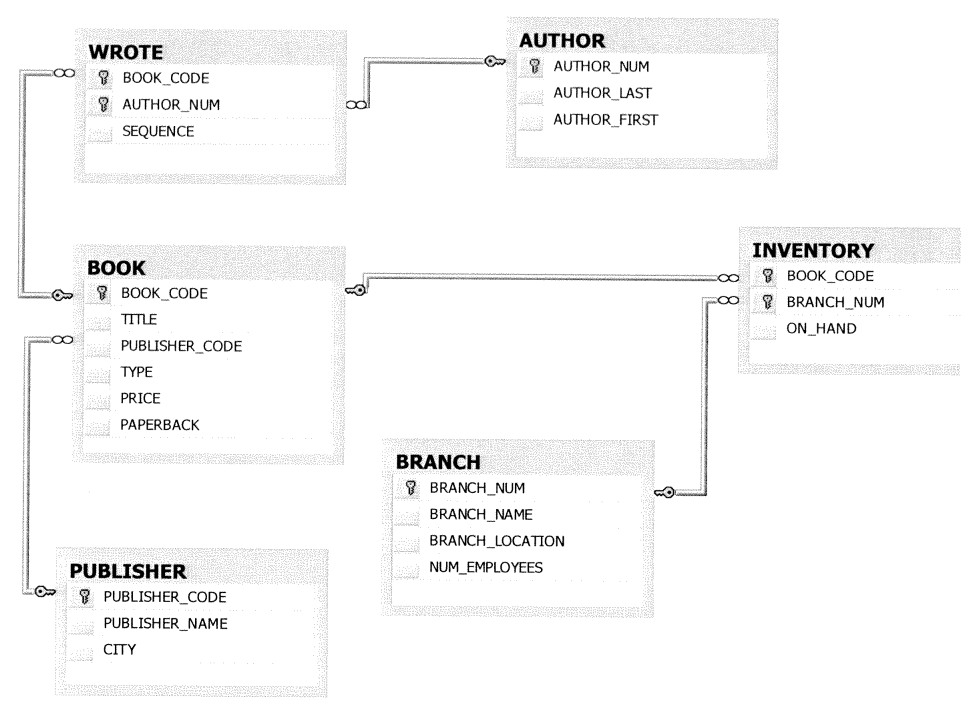 WROTE
BOOK_CODE
AUTHOR_NUM
SEQUENCE
AUTHOR
AUTHOR_NUM
AUTHOR_LAST
AUTHOR_FIRST
BOOK
BOOK_CODE
TITLE
PUBLISHER_CODE
TYPE
PRICE
PAPERBACK
INVENTORY
BOOK_CODE
BRANCH_NUM
ON_HAND
BRANCH
BRANCH_NUM
BRANCH_NAME
BRANCH_LOCATION
NUM_EMPLOYEES
PUBLISHER
PUBLISHER_CODE
PUBLISHER_NAME
CITY